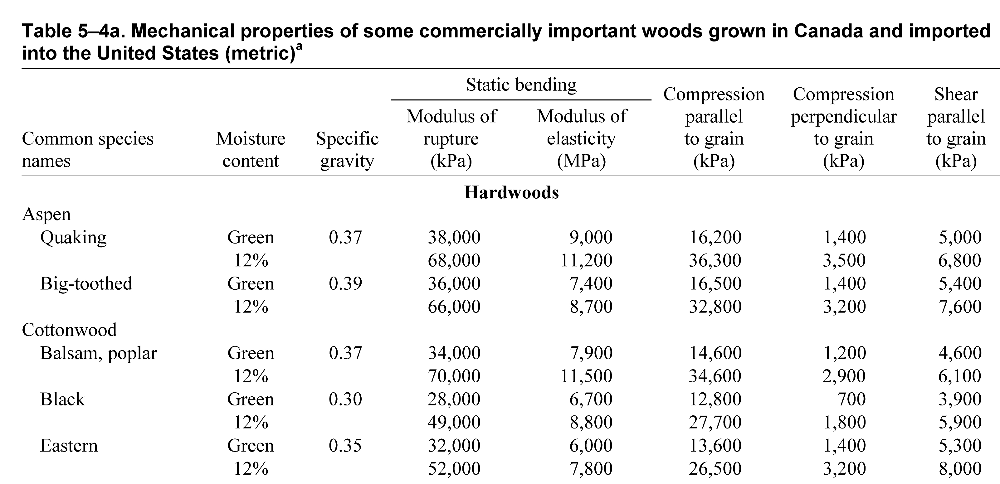 Table 5–4a. Mechanical properties of some commercially important woods grown in Canada and imported
into the United States (metric)a
Static bending
Common species names
Moisture content
Specific gravity
Modulus of rupture (kPa)
Modulus of elasticity (MPa)
Compression parallel to grain (kPa)
Compression perpendicular to grain (kPa)
Shear parallel to grain (kPa)
Hardwoods
Aspen
Quaking Green 0.37 38,000 9,000 16,200 1,400 5,000
12% 68,000 11,200 36,300 3,500 6,800
Big-toothed Green 0.39 36,000 7,400 16,500 1,400 5,400
12% 66,000 8,700 32,800 3,200 7,600
Cottonwood
Balsam, poplar Green 0.37 34,000 7,900 14,600 1,200 4,600
12% 70,000 11,500 34,600 2,900 6,100
Black Green 0.30 28,000 6,700 12,800 700 3,900
12% 49,000 8,800 27,700 1,800 5,900
Eastern Green 0.35 32,000 6,000 13,600 1,400 5,300
12% 52,000 7,800 26,500 3,200 8,000